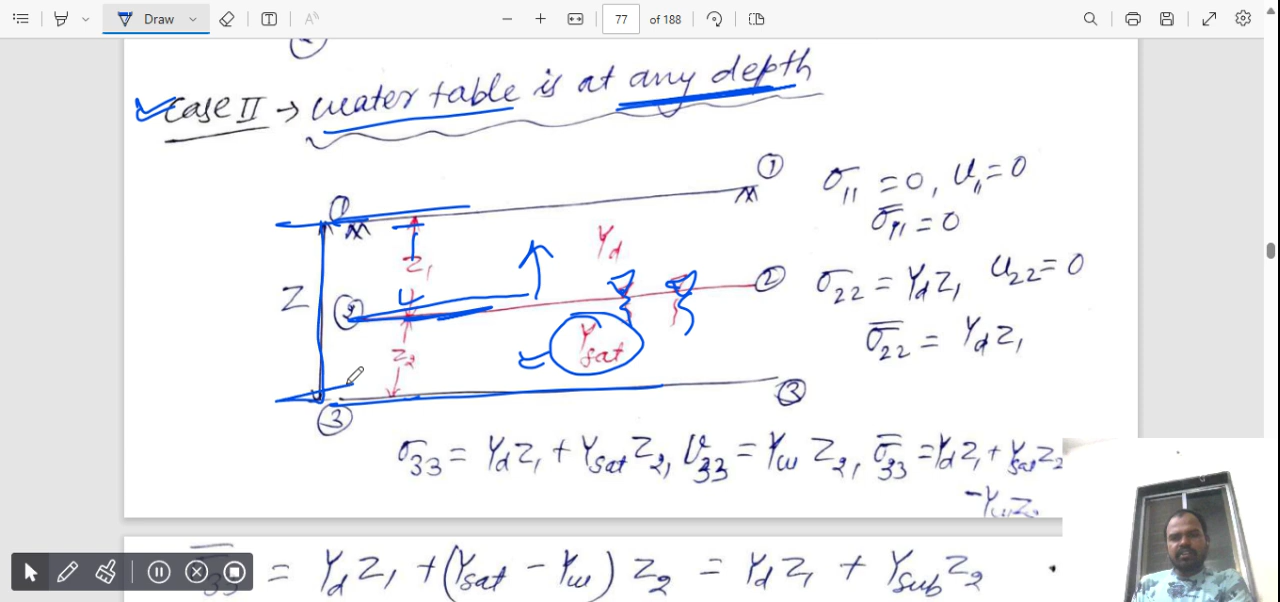 Draw
77 of 188
Case II → water table is at any depth
① ①
σ₁₁ = 0, U₁₁ = 0
σ̅₁₁ = 0
γd
Z₁
Z ② ②
σ₂₂ = γd Z₁ U₂₂ = 0
γsat
σ̅₂₂ = γd Z₁
Z₂
③ ③
σ₃₃ = γd Z₁ + γsat Z₂, U₃₃ = γw Z₂, σ̅₃₃ = γd Z₁ + γsat Z₂
- γw Z₂
σ̅₃₃ = γd Z₁ + (γsat - γw) Z₂ = γd Z₁ + γsub Z₂